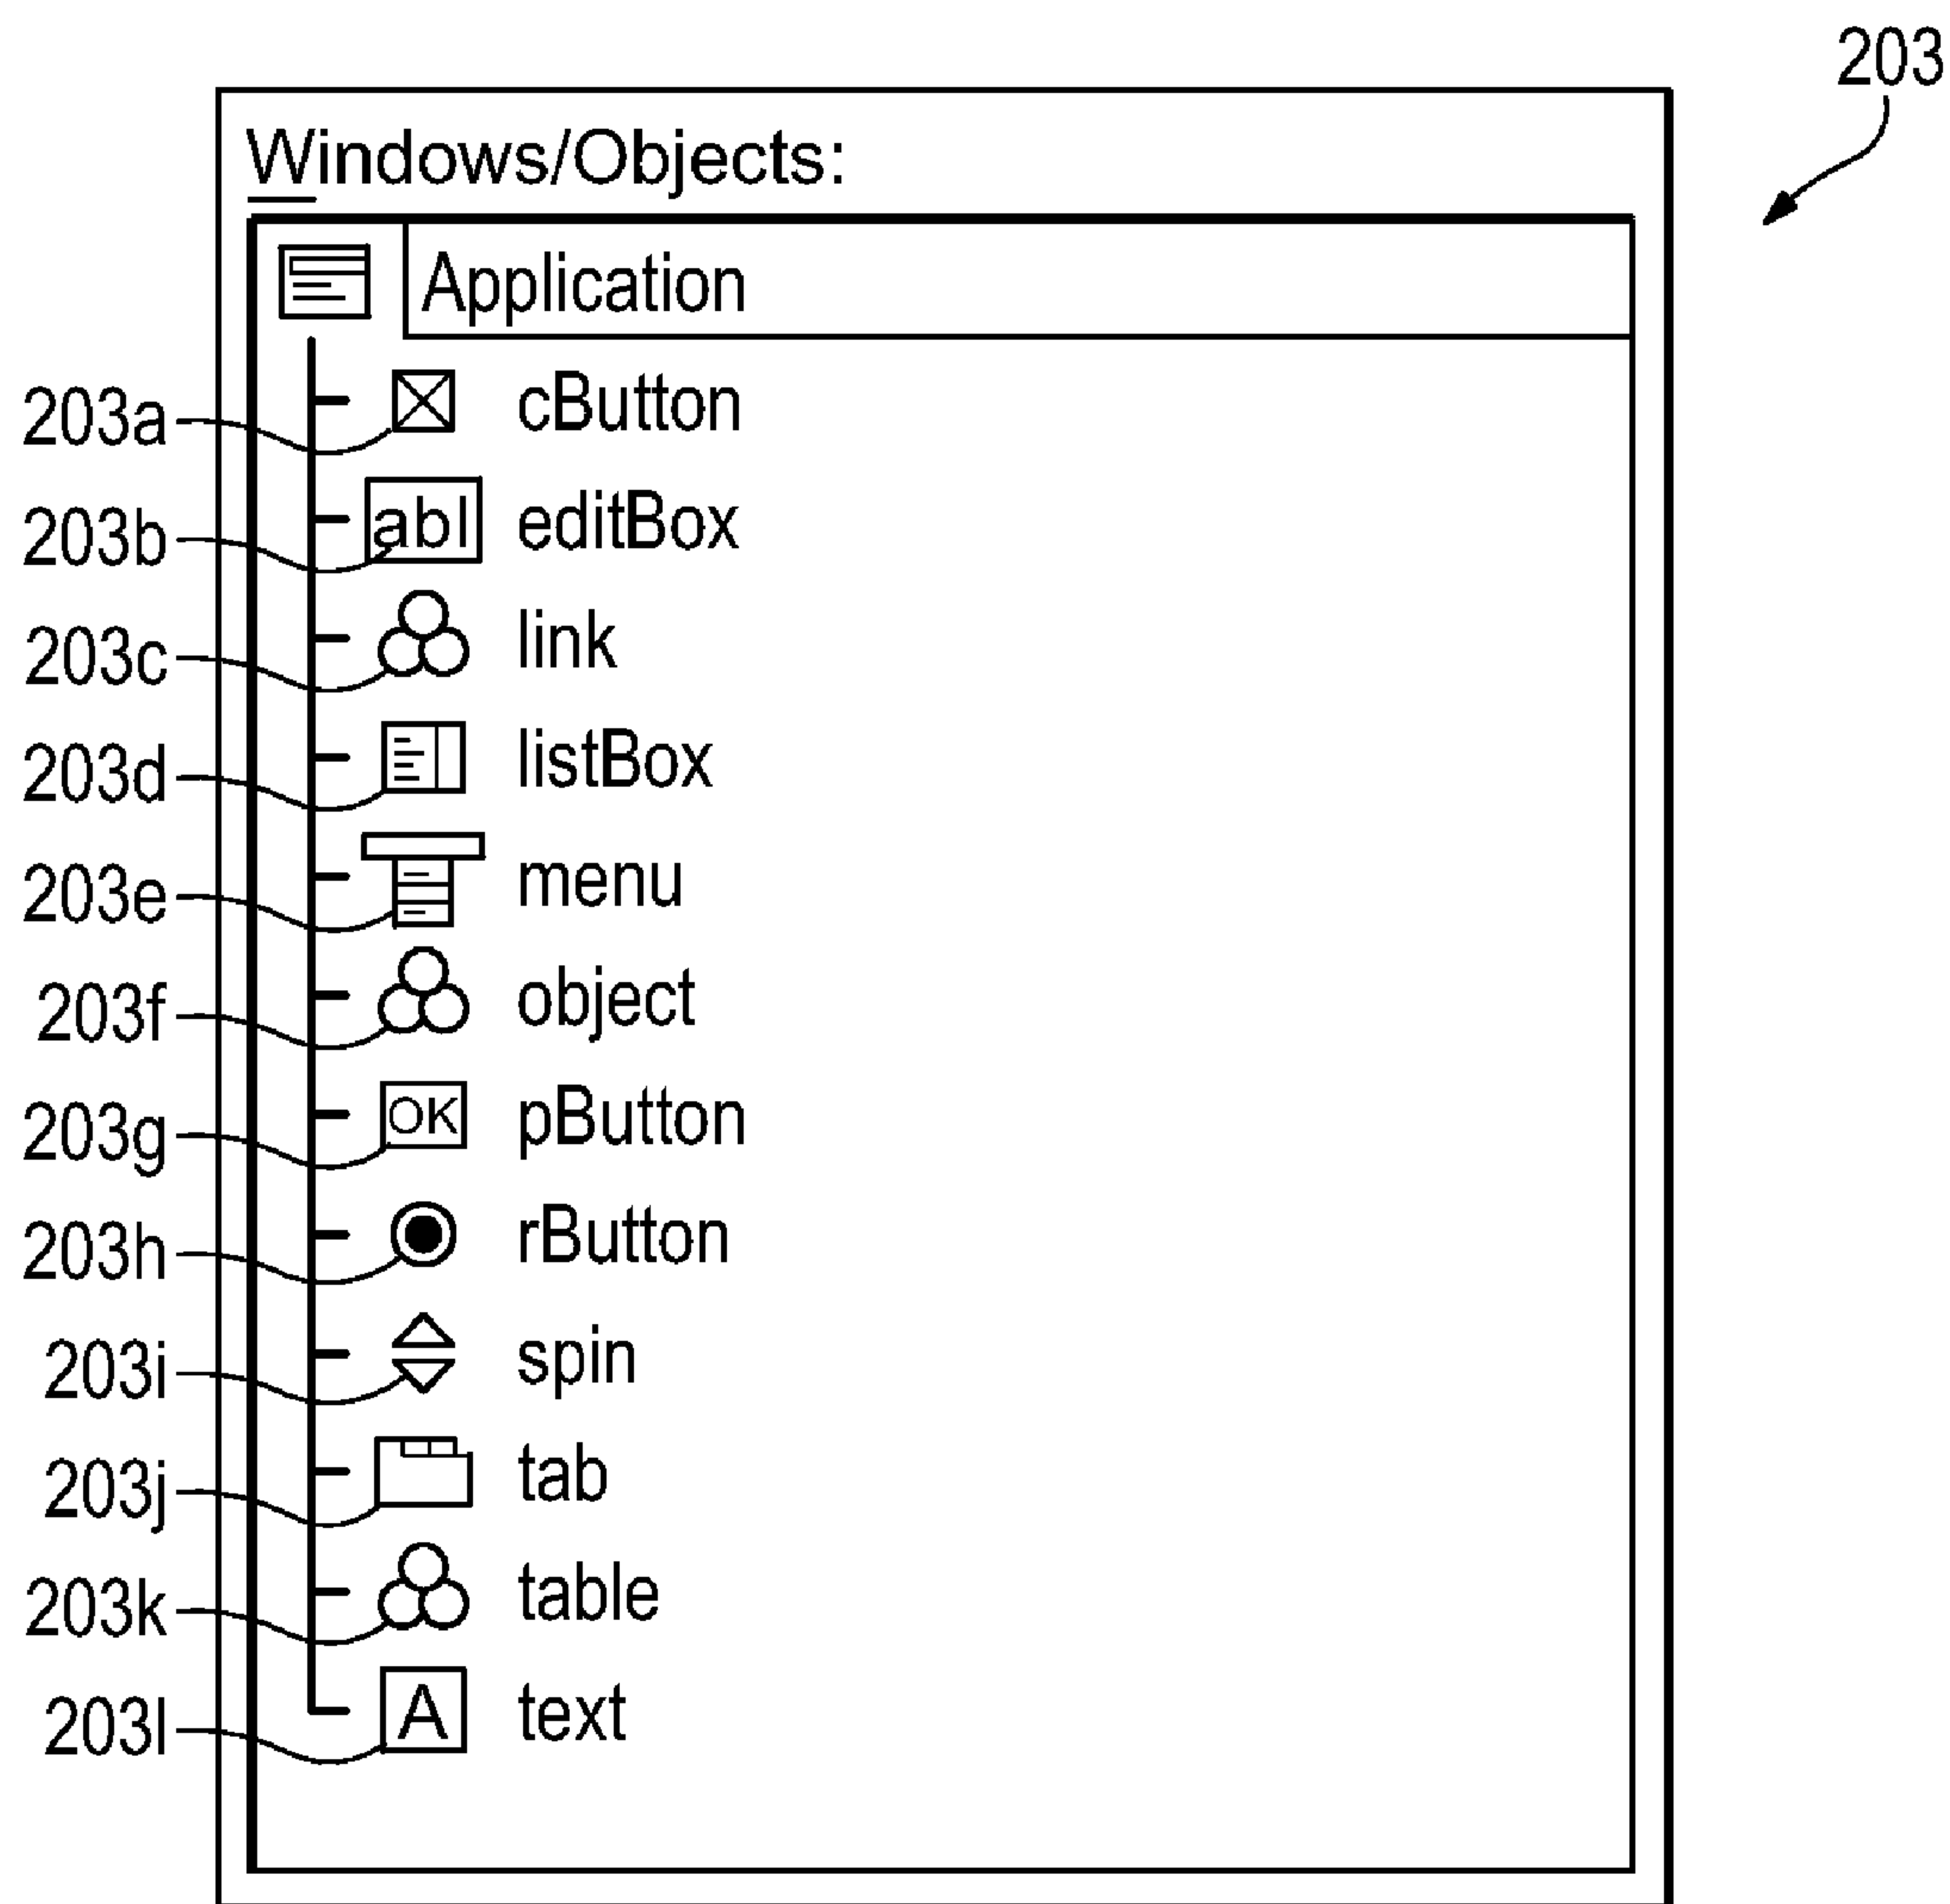 203
Windows/Objects:
Application
203a cButton
203b abl editBox
203c link
203d listBox
203e menu
203f object
203g OK pButton
203h rButton
203i spin
203j tab
203k table
203l A text